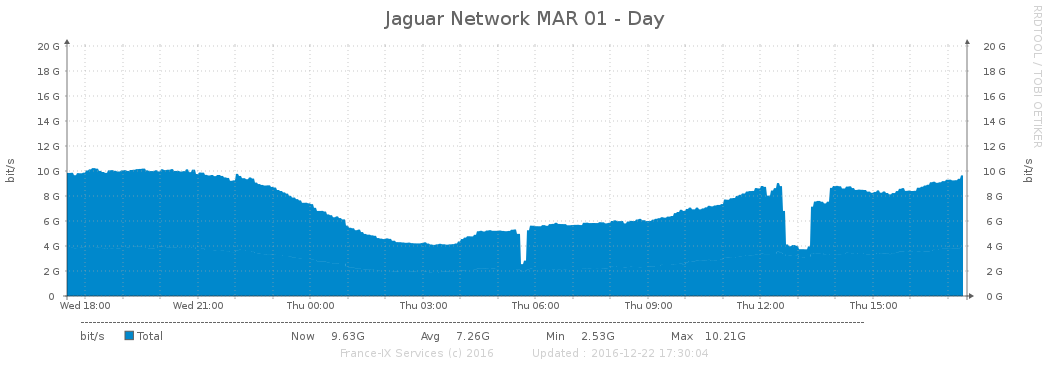 Jaguar Network MAR 01 - Day
RRDTOOL / TOBI OETIKER
bit/s
20 G
18 G
16 G
14 G
12 G
10 G
8 G
6 G
4 G
2 G
0
20 G
18 G
16 G
14 G
12 G
10 G
8 G
6 G
4 G
2 G
0 G
bit/s
Wed 18:00 Wed 21:00 Thu 00:00 Thu 03:00 Thu 06:00 Thu 09:00 Thu 12:00 Thu 15:00
bit/s Total Now 9.63G Avg 7.26G Min 2.53G Max 10.21G
France-IX Services (c) 2016 Updated : 2016-12-22 17:30:04